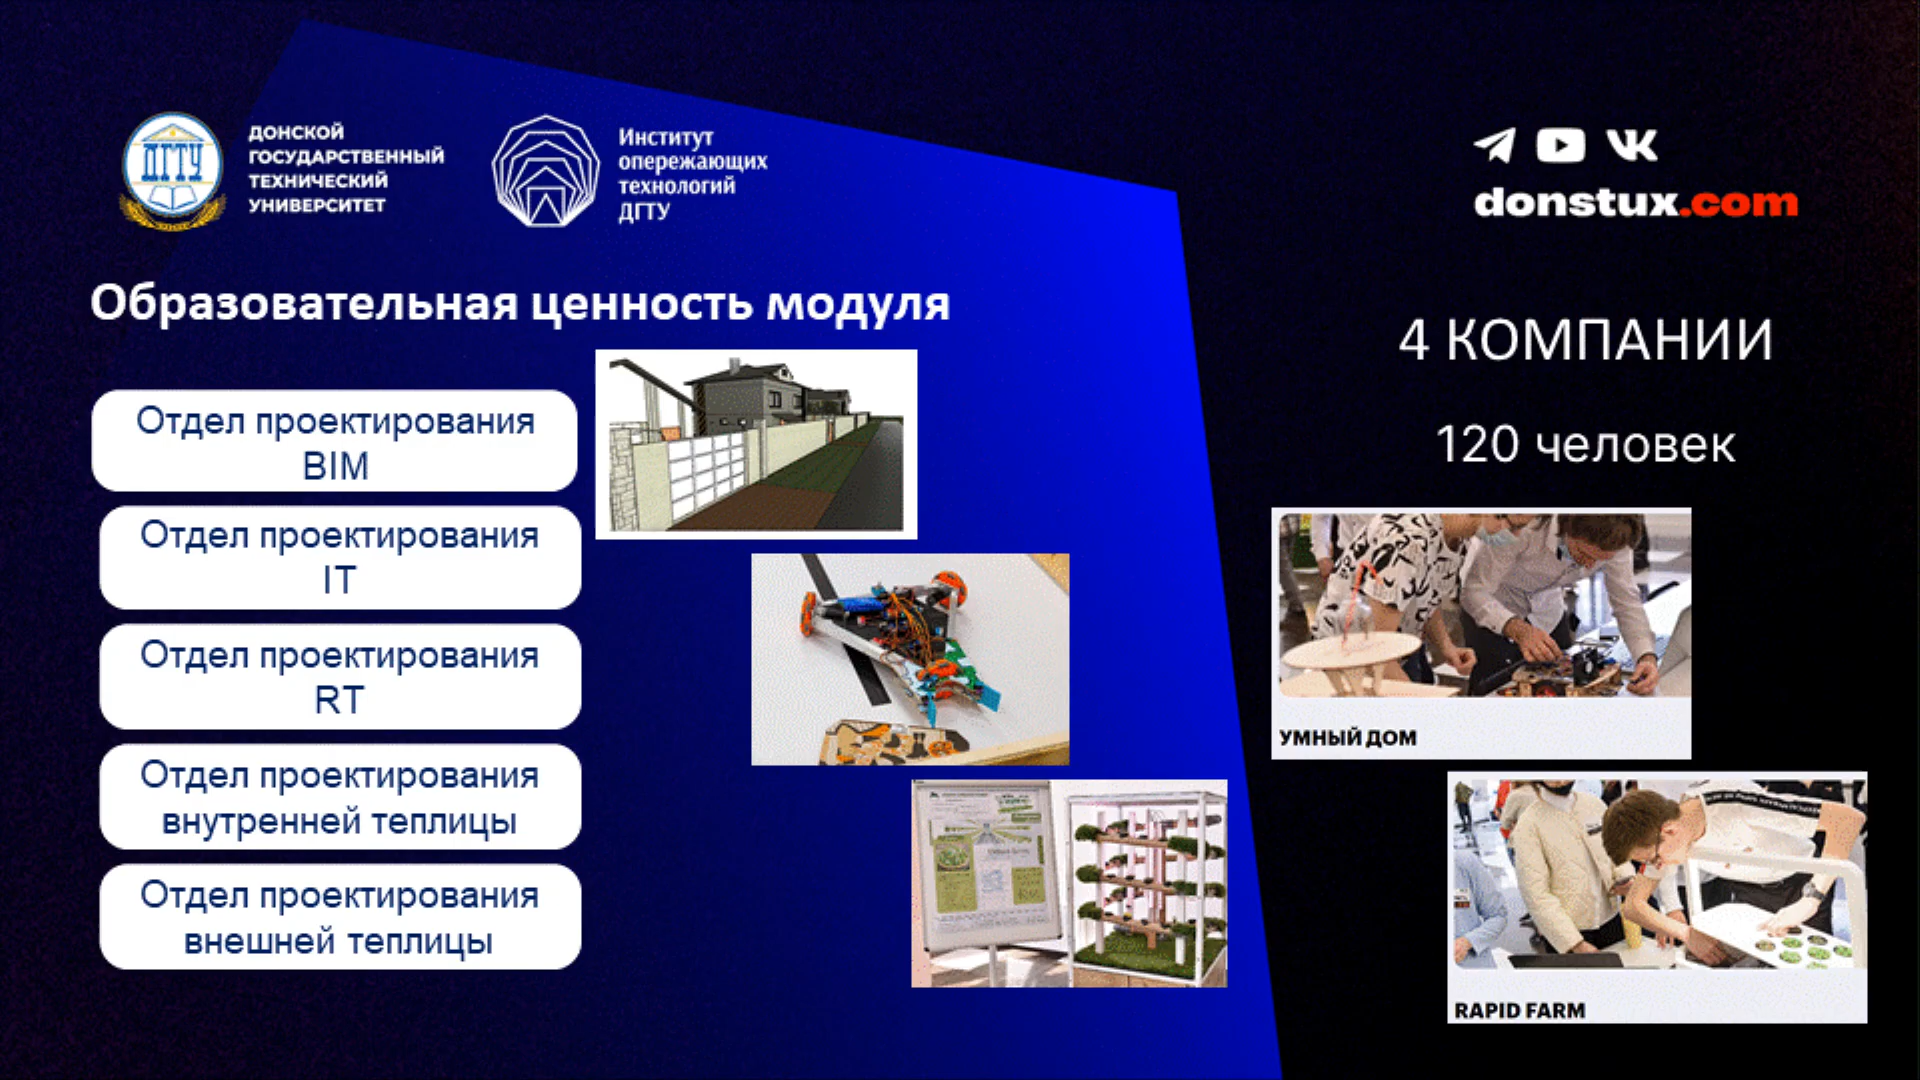 ДГТУ
ДОНСКОЙ
ГОСУДАРСТВЕННЫЙ
ТЕХНИЧЕСКИЙ
УНИВЕРСИТЕТ
Институт
опережающих
технологий
ДГТУ
donstux.com
Образовательная ценность модуля
Отдел проектирования
BIM
Отдел проектирования
IT
Отдел проектирования
RT
Отдел проектирования
внутренней теплицы
Отдел проектирования
внешней теплицы
4 КОМПАНИИ
120 человек
УМНЫЙ ДОМ
RAPID FARM